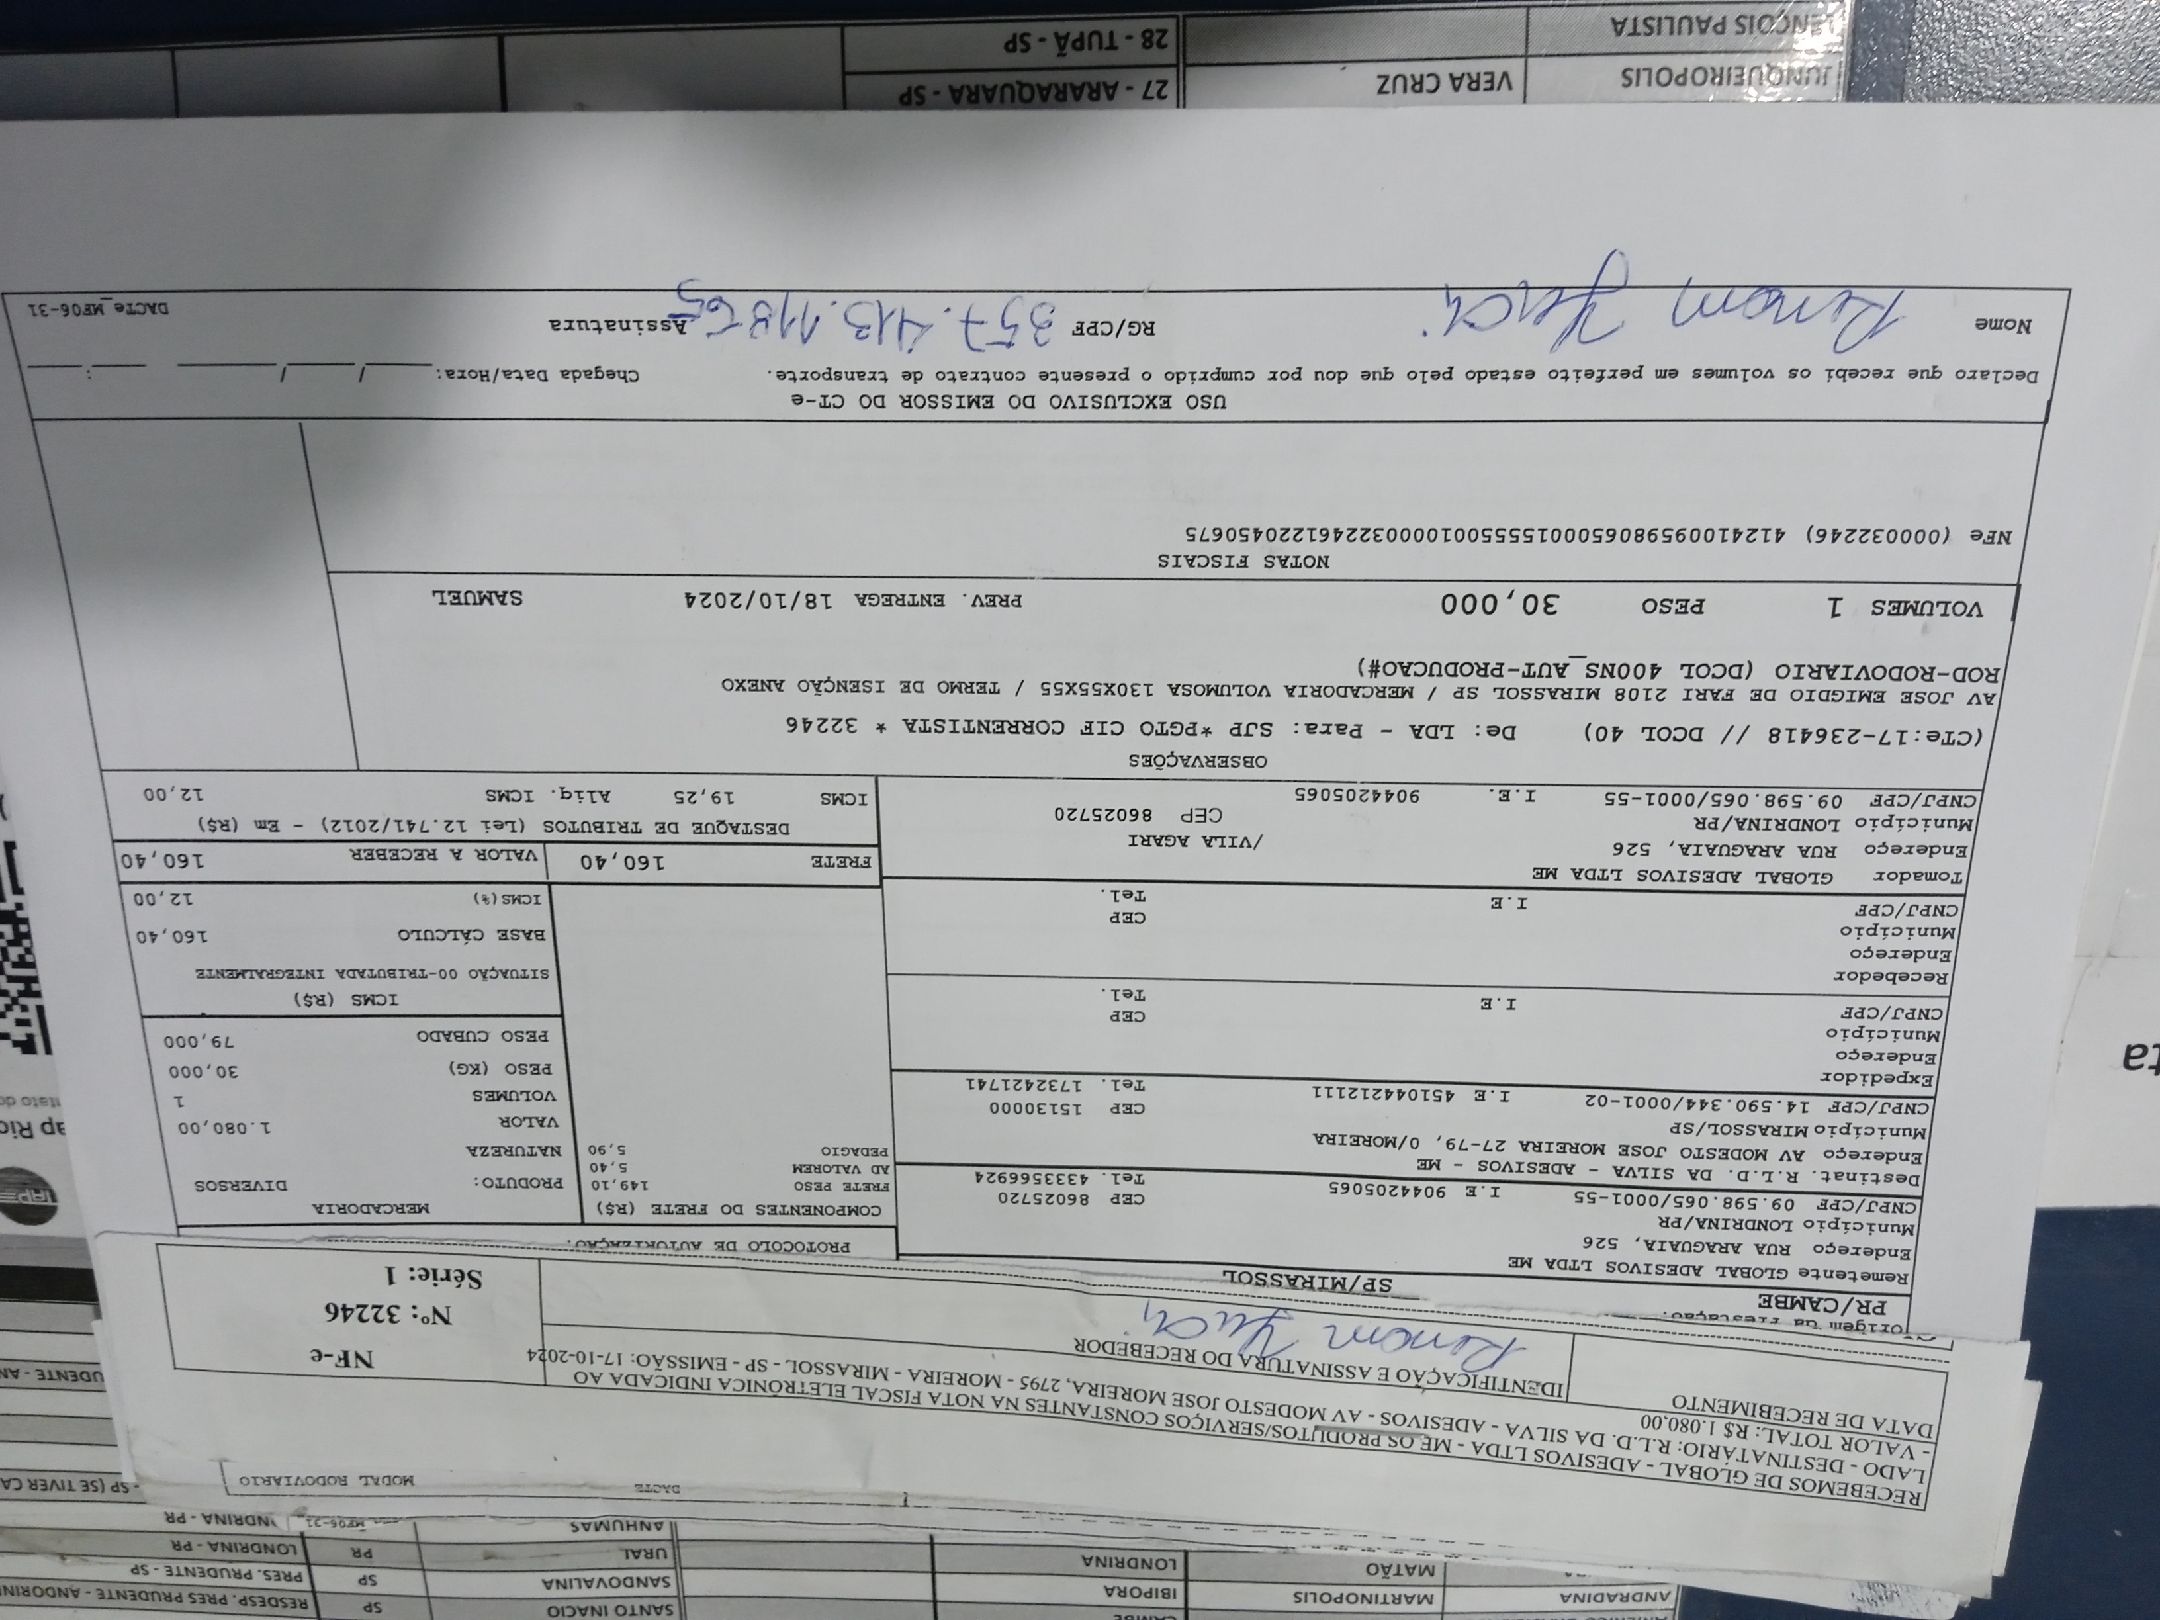 SANTO INACIO SP RESDESP. PRES PRUDENTE - ANDORINH
SANDOVALINA SP PRES. PRUDENTE - SP
URAI PR LONDRINA - PR
ANHUMAS
ANDRADINA MARTINOPOLIS IBIPORA
MATÃO LONDRINA
DACTE MODAL RODOVIARIO
RECEBEMOS DE GLOBAL - ADESIVOS LTDA - ME OS PRODUTOS/SERVIÇOS CONSTANTES NA NOTA FISCAL ELETRÔNICA INDICADA AO
LADO - DESTINATÁRIO: R.L.D. DA SILVA - ADESIVOS - AV MODESTO JOSE MOREIRA, 2795 - MOREIRA - MIRASSOL - SP - EMISSÃO: 17-10-2024
- VALOR TOTAL: R$ 1.080,00
DATA DE RECEBIMENTO
IDENTIFICAÇÃO E ASSINATURA DO RECEBEDOR
NF-e
Nº: 32246
Série: 1
PR/CAMBE SP/MIRASSOL
Remetente GLOBAL ADESIVOS LTDA ME
Endereço RUA ARAGUAIA, 526
Município LONDRINA/PR CEP 86025720
CNPJ/CPF 09.598.065/0001-55 I.E 9044205065 Tel. 4333566924
Destinat. R.L.D. DA SILVA - ADESIVOS - ME
Endereço AV MODESTO JOSE MOREIRA 27-79, 0/MOREIRA
Município MIRASSOL/SP CEP 15130000
CNPJ/CPF 14.590.344/0001-02 I.E 451044212111 Tel. 1732421741
Expedidor
Endereço
Município CEP
CNPJ/CPF I.E Tel.
Recebedor
Endereço
Município CEP
CNPJ/CPF I.E Tel.
Tomador GLOBAL ADESIVOS LTDA ME
Endereço RUA ARAGUAIA, 526 /VILA AGARI
Município LONDRINA/PR CEP 86025720
CNPJ/CPF 09.598.065/0001-55 I.E. 9044205065
PROTOCOLO DE AUTORIZAÇÃO:
COMPONENTES DO FRETE (R$)
FRETE PESO 149,10
AD VALOREM 5,40
PEDAGIO 5,90
MERCADORIA
PRODUTO: DIVERSOS
NATUREZA
VALOR 1.080,00
VOLUMES 1
PESO (KG) 30,000
PESO CUBADO 79,000
ICMS (R$)
SITUAÇÃO 00-TRIBUTADA INTEGRALMENTE
BASE CÁLCULO 160,40
ICMS(%) 12,00
FRETE 160,40 VALOR A RECEBER 160,40
DESTAQUE DE TRIBUTOS (Lei 12.741/2012) - Em (R$)
ICMS 19,25 Aliq. ICMS 12,00
OBSERVAÇÕES
(CTe:17-236418 // DCOL 40) De: LDA - Para: SJP *PGTO CIF CORRENTISTA * 32246
AV JOSE EMIGDIO DE FARI 2108 MIRASSOL SP / MERCADORIA VOLUMOSA 130X55X55 / TERMO DE ISENÇÃO ANEXO
ROD-RODOVIARIO (DCOL 400NS_AUT-PRODUCAO#)
VOLUMES 1 PESO 30,000 PREV. ENTREGA 18/10/2024 SAMUEL
NOTAS FISCAIS
NFe (000032246) 41241009598065000155550010000322461220450675
USO EXCLUSIVO DO EMISSOR DO CT-e
Declaro que recebi os volumes em perfeito estado pelo que dou por cumprido o presente contrato de transporte. Chegada Data/Hora: ____/____/____ ____:____
Nome RG/CPF 357.413.118 65 Assinatura
DACTe_MF06-31
JUNQUEIROPOLIS VERA CRUZ 27 - ARARAQUARA - SP
ENÇOIS PAULISTA 28 - TUPÃ - SP